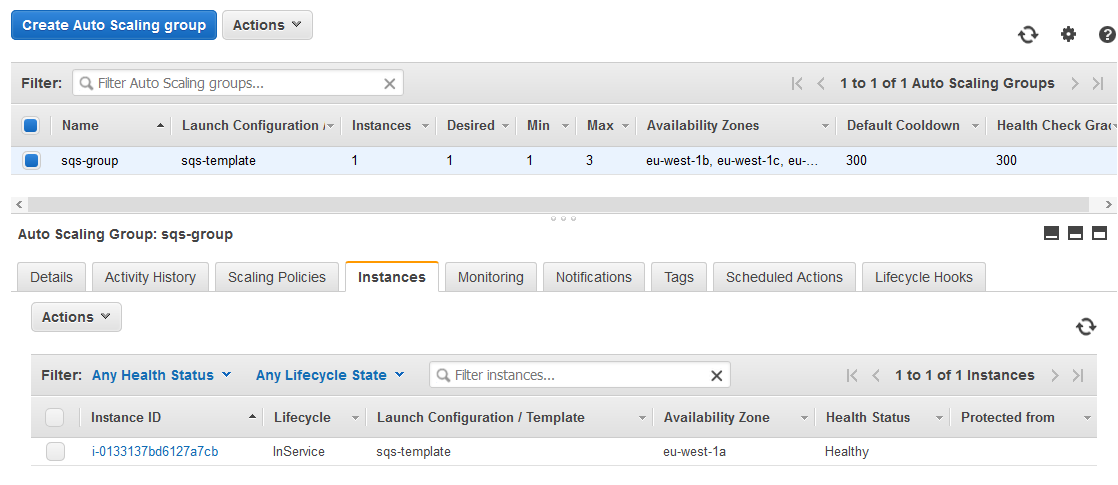 Create Auto Scaling group Actions
Filter: Filter Auto Scaling groups... 1 to 1 of 1 Auto Scaling Groups
Name Launch Configuration / Instances Desired Min Max Availability Zones Default Cooldown Health Check Grac
sqs-group sqs-template 1 1 1 3 eu-west-1b, eu-west-1c, eu-... 300 300
Auto Scaling Group: sqs-group
Details Activity History Scaling Policies Instances Monitoring Notifications Tags Scheduled Actions Lifecycle Hooks
Actions
Filter: Any Health Status Any Lifecycle State Filter instances... 1 to 1 of 1 Instances
Instance ID Lifecycle Launch Configuration / Template Availability Zone Health Status Protected from
i-0133137bd6127a7cb InService sqs-template eu-west-1a Healthy